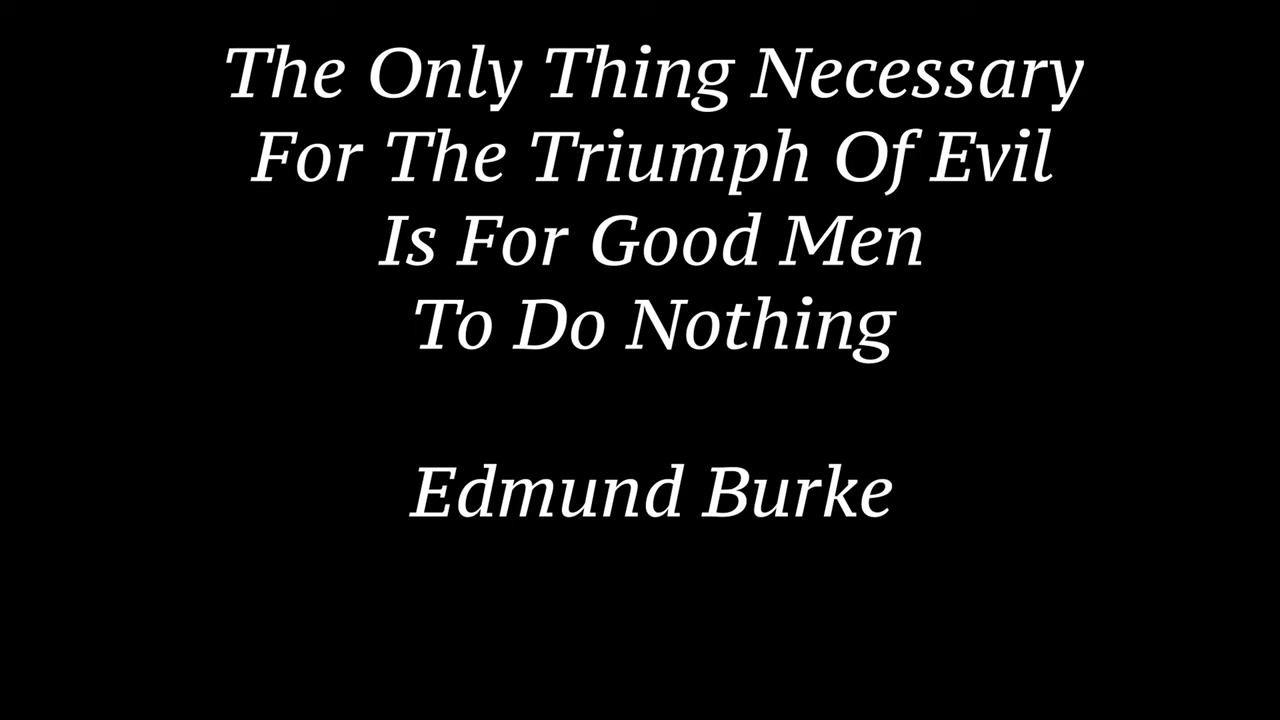 The Only Thing Necessary
For The Triumph Of Evil
Is For Good Men
To Do Nothing
Edmund Burke